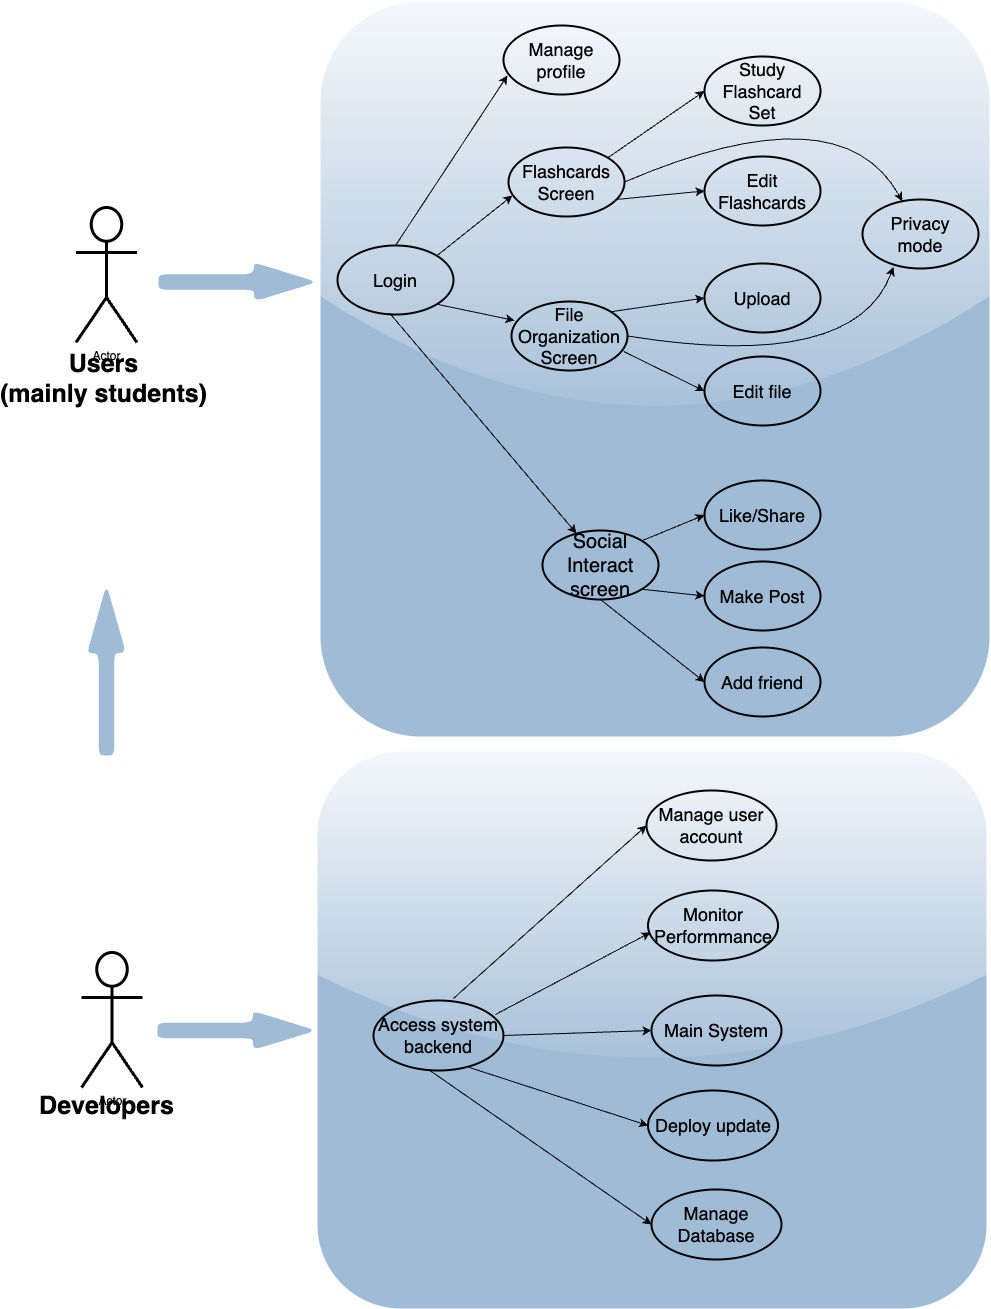 Manage
profile
Study
Flashcard
Set
Flashcards
Screen
Edit
Flashcards
Privacy
mode
Login
File
Organization
Screen
Upload
Edit file
Actor
Users
(mainly students)
Social
Interact
screen
Like/Share
Make Post
Add friend
Manage user
account
Monitor
Performmance
Access system
backend
Main System
Actor
Developers
Deploy update
Manage
Database